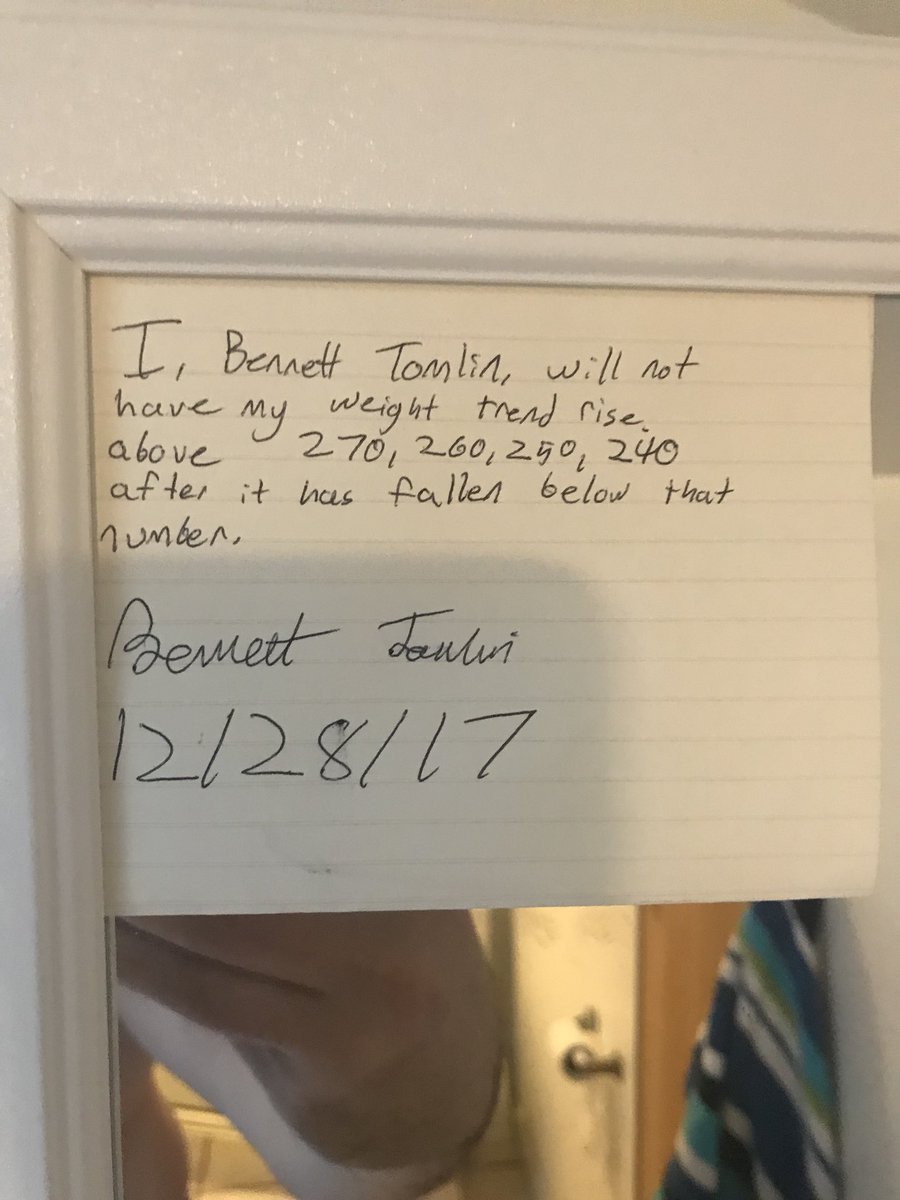 I, Bennett Tomlin, will not
have my weight trend rise
above 270, 260, 250, 240
after it has fallen below that
number.
Bennett Tomlin
12/28/17